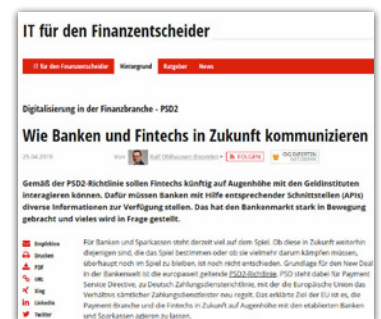 IT für den Finanzentscheider
IT für den Finanzentscheider Hintergrund Ratgeber News
Digitalisierung in der Finanzbranche - PSD2
Wie Banken und Fintechs in Zukunft kommunizieren
25.04.2019 Von Ralf Ohlhausen (Experte) FOLGEN IDG EXPERTEN NETZWERK
Gemäß der PSD2-Richtlinie sollen Fintechs künftig auf Augenhöhe mit den Geldinstituten
interagieren können. Dafür müssen Banken mit Hilfe entsprechender Schnittstellen (APIs)
diverse Informationen zur Verfügung stellen. Das hat den Bankenmarkt stark in Bewegung
gebracht und vieles wird in Frage gestellt.
Empfehlen
Drucken
PDF
URL
Xing
LinkedIn
Twitter
Für Banken und Sparkassen steht derzeit viel auf dem Spiel. Ob diese in Zukunft weiterhin
diejenigen sind, die das Spiel bestimmen oder ob sie vielmehr darum kämpfen müssen,
überhaupt noch im Spiel zu bleiben, ist noch nicht entschieden. Grundlage für den New Deal
in der Bankenwelt ist die europaweit geltende PSD2-Richtlinie. PSD steht dabei für Payment
Service Directive, zu Deutsch Zahlungsdiensterichtlinie, mit der die Europäische Union das
Verhältnis sämtlicher Zahlungsdienstleister neu regelt. Das erklärte Ziel der EU ist es, die
Payment-Branche und die Fintechs in Zukunft auf Augenhöhe mit den etablierten Banken
und Sparkassen agieren zu lassen.